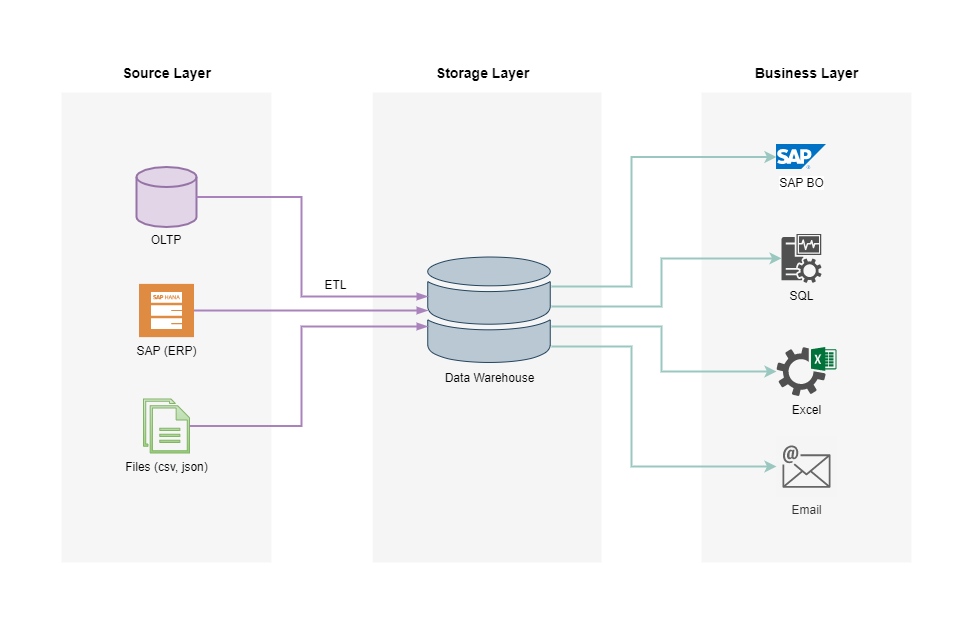 Source Layer
Storage Layer
Business Layer
OLTP
SAP HANA
SAP (ERP)
Files (csv, json)
ETL
Data Warehouse
SAP
SAP BO
SQL
X
Excel
@
Email